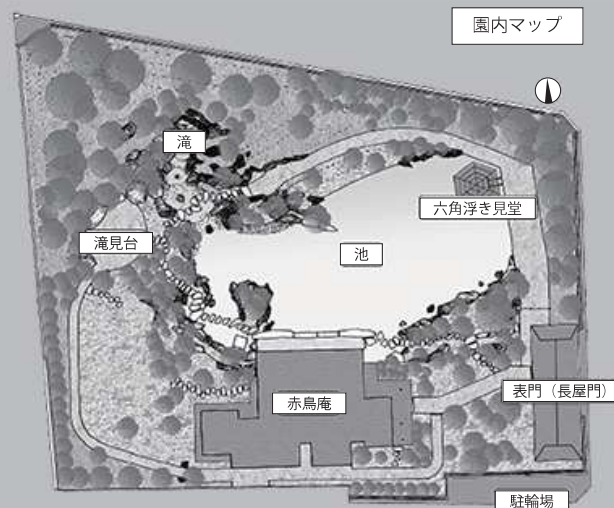 園内マップ
滝
六角浮き見堂
滝見台
池
表門（長屋門）
赤鳥庵
駐輪場